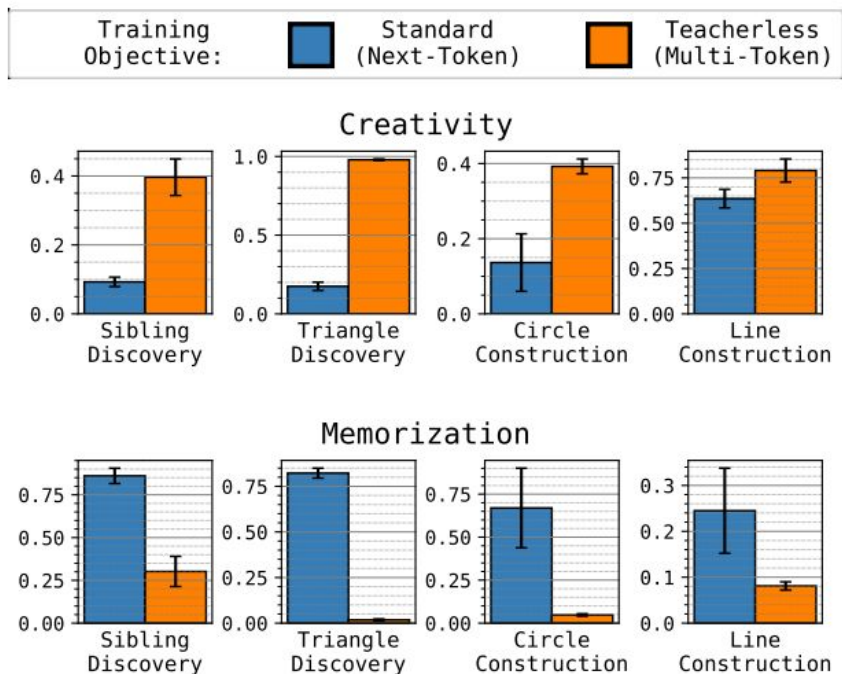 Training Objective:
Standard (Next-Token)
Teacherless (Multi-Token)
Creativity
0.4
0.2
0.0
Sibling Discovery
1.0
0.5
0.0
Triangle Discovery
0.4
0.2
0.0
Circle Construction
0.75
0.50
0.25
0.00
Line Construction
Memorization
0.75
0.50
0.25
0.00
Sibling Discovery
0.75
0.50
0.25
0.00
Triangle Discovery
0.75
0.50
0.25
0.00
Circle Construction
0.3
0.2
0.1
0.0
Line Construction